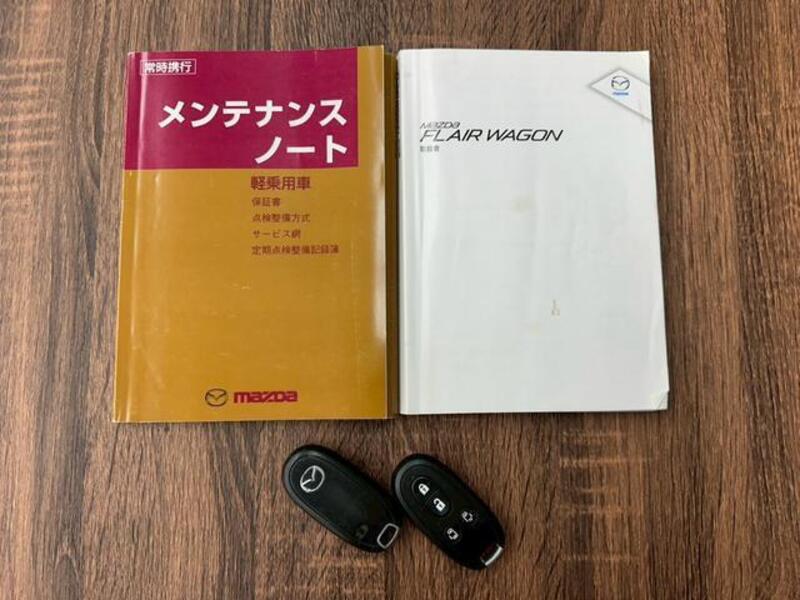 常時携行
メンテナンス
ノート
軽乗用車
保証書
点検整備方式
サービス網
定期点検整備記録簿
mazda
mazda
mazda
FLAIR WAGON
取扱書